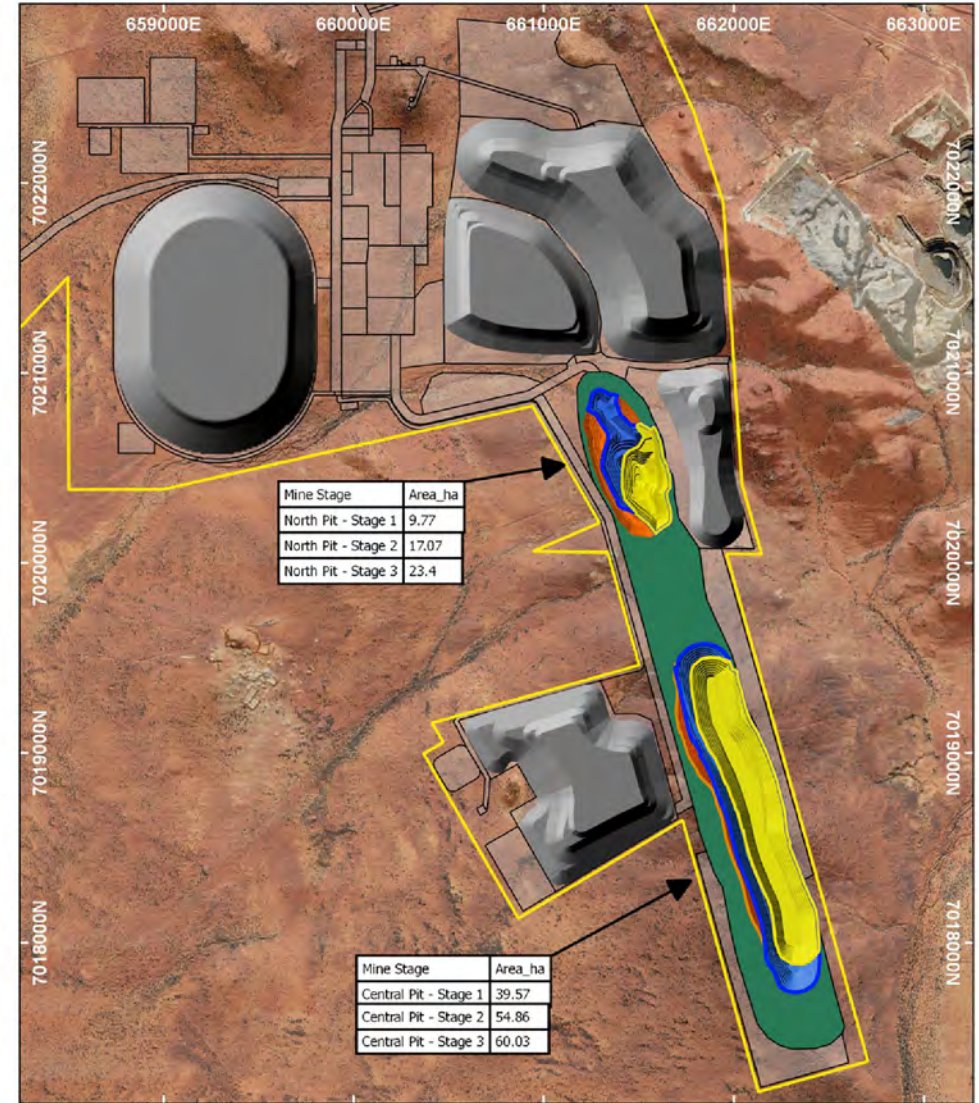 659000E 660000E 661000E 662000E 663000E
7022000N 7022000N
7021000N 7021000N
Mine Stage Area_ha
North Pit - Stage 1 9.77
North Pit - Stage 2 17.07
North Pit - Stage 3 23.4
7020000N 7020000N
7019000N 7019000N
7018000N 7018000N
Mine Stage Area_ha
Central Pit - Stage 1 39.57
Central Pit - Stage 2 54.86
Central Pit - Stage 3 60.03